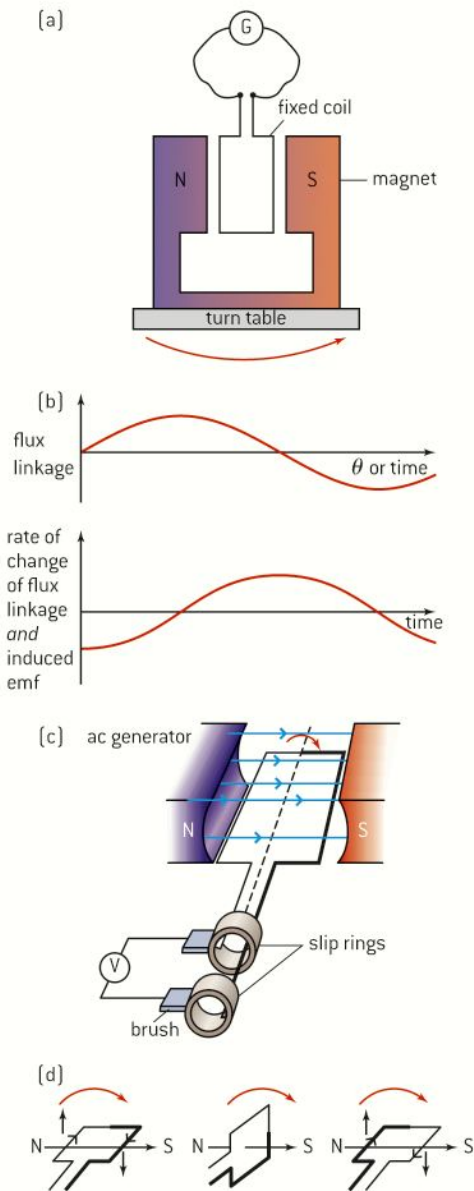 (a)
G
fixed coil
N
S
magnet
turn table
(b)
flux
linkage
θ or time
rate of
change
of flux
linkage
and
induced
emf
time
(c) ac generator
N
S
V
slip rings
brush
(d)
N S N S N S